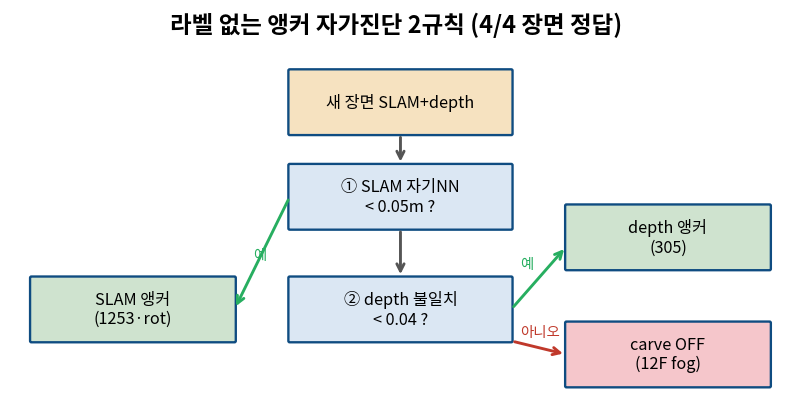 라벨 없는 앵커 자가진단 2규칙 (4/4 장면 정답)
새 장면 SLAM+depth
① SLAM 자기NN
< 0.05m ?
예
SLAM 앵커
(1253·rot)
② depth 불일치
< 0.04 ?
예
depth 앵커
(305)
아니오
carve OFF
(12F fog)